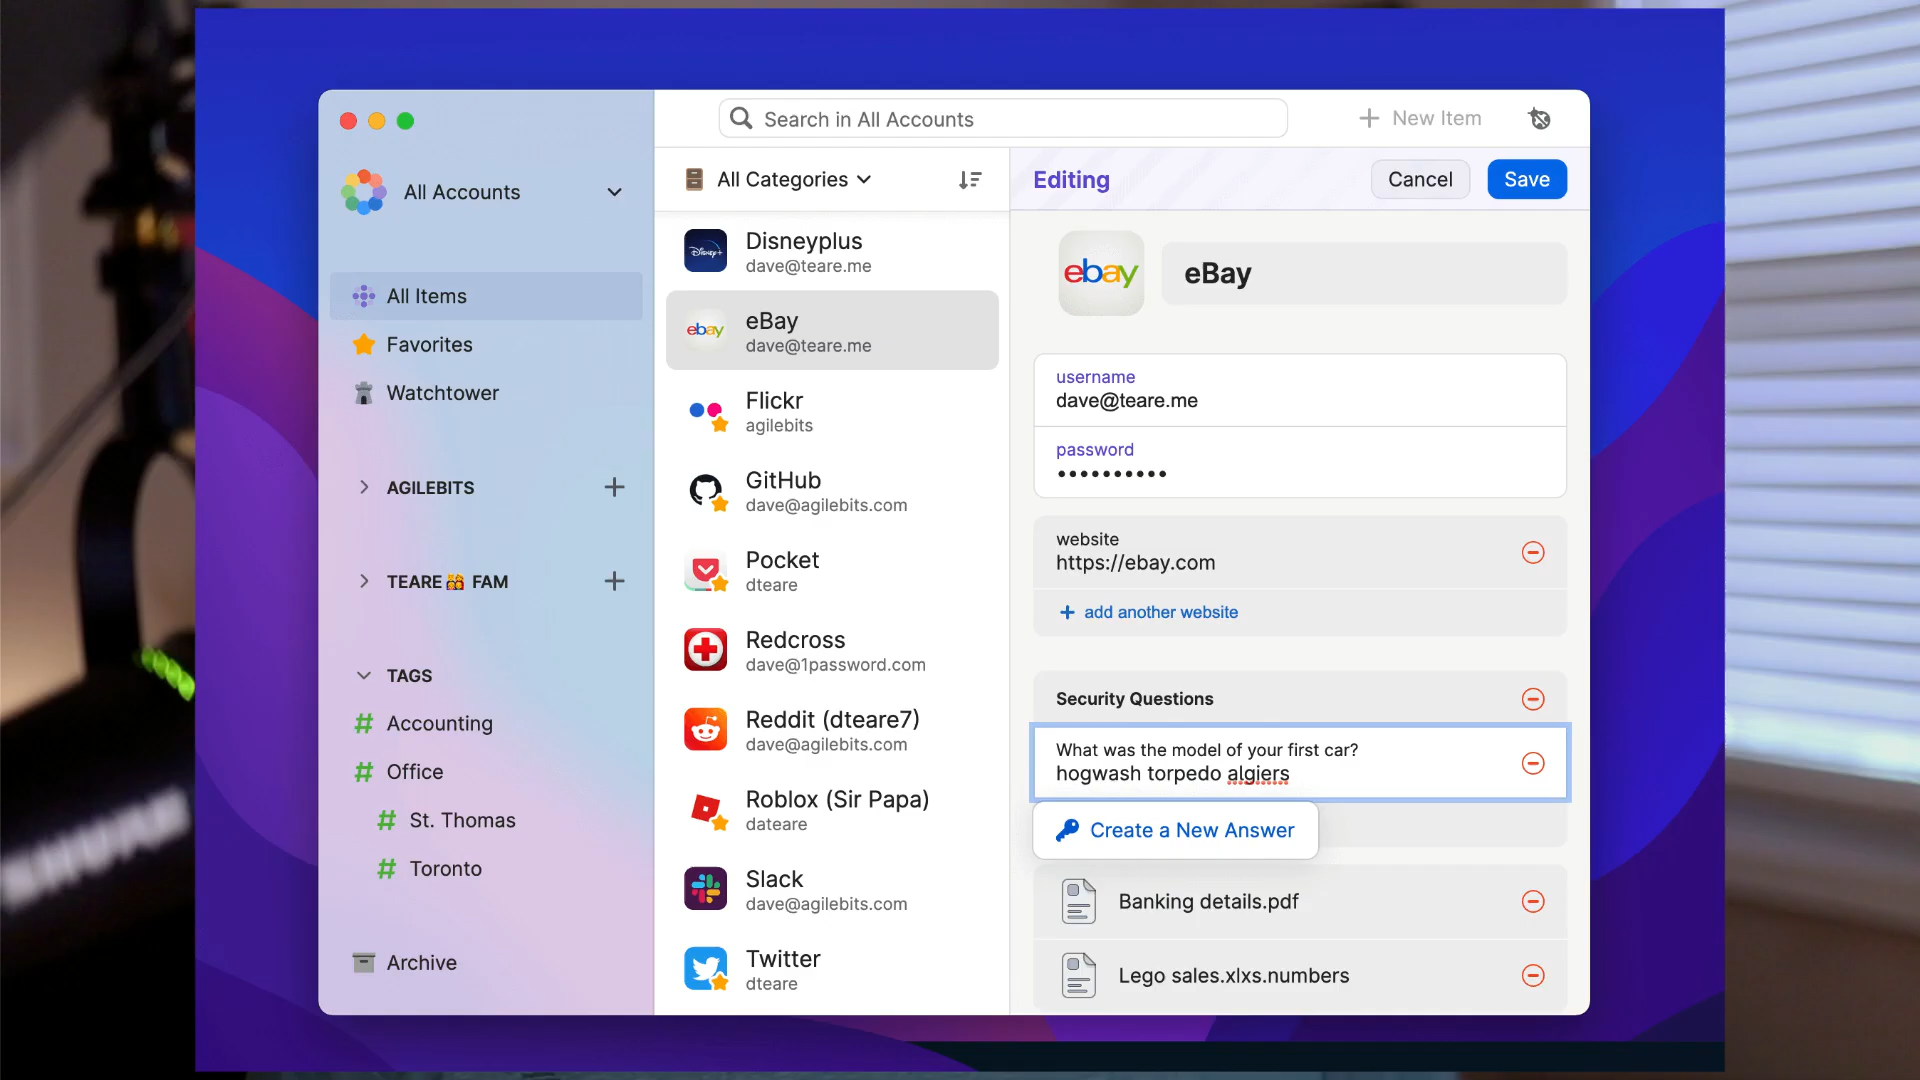 Search in All Accounts
New Item
All Accounts
All Items
Favorites
Watchtower
AGILEBITS
TEARE 👨‍👩‍👧‍👦 FAM
TAGS
Accounting
Office
St. Thomas
Toronto
Archive
All Categories
Disneyplus
dave@teare.me
eBay
dave@teare.me
Flickr
agilebits
GitHub
dave@agilebits.com
Pocket
dteare
Redcross
dave@1password.com
Reddit (dteare7)
dave@agilebits.com
Roblox (Sir Papa)
dateare
Slack
dave@agilebits.com
Twitter
dteare
Editing
Cancel
Save
ebay
eBay
username
dave@teare.me
password
••••••••••
website
https://ebay.com
add another website
Security Questions
What was the model of your first car?
hogwash torpedo algiers
Create a New Answer
Banking details.pdf
Lego sales.xlxs.numbers
Disney+
ebay
SHURE